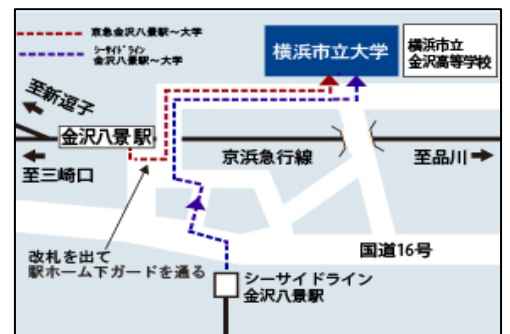 京急金沢八景駅～大学
シーサイドライン
金沢八景駅～大学
横浜市立大学
横浜市立
金沢高等学校
至新逗子
金沢八景 駅
京浜急行線
至品川
至三崎口
改札を出て
駅ホーム下ガードを通る
国道16号
シーサイドライン
金沢八景駅